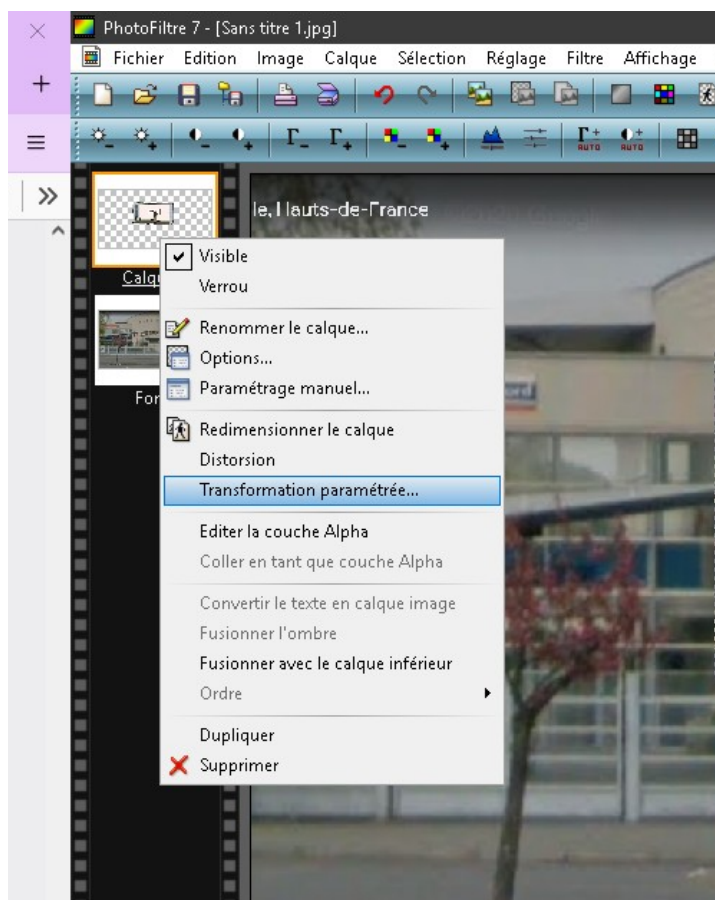 PhotoFiltre 7 - [Sans titre 1.jpg]
Fichier Edition Image Calque Sélection Réglage Filtre Affichage
AUTO AUTO
Hauts-de-France
Visible
Verrou
Renommer le calque...
Options...
Paramétrage manuel...
Redimensionner le calque
Distorsion
Transformation paramétrée...
Editer la couche Alpha
Coller en tant que couche Alpha
Convertir le texte en calque image
Fusionner l'ombre
Fusionner avec le calque inférieur
Ordre
Dupliquer
Supprimer